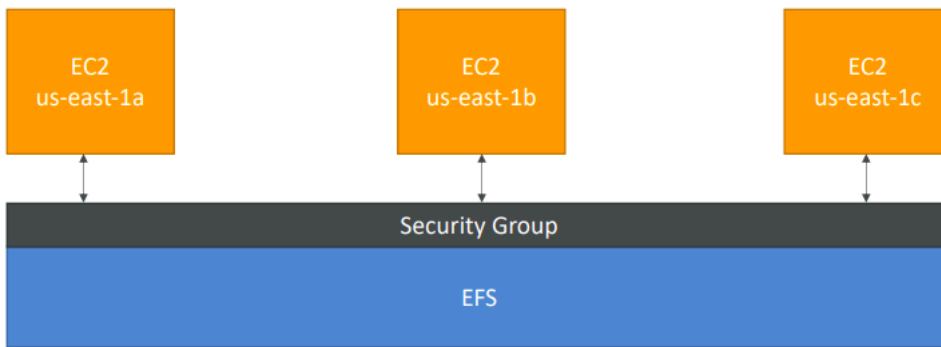 EC2
us-east-1a
EC2
us-east-1b
EC2
us-east-1c
Security Group
EFS